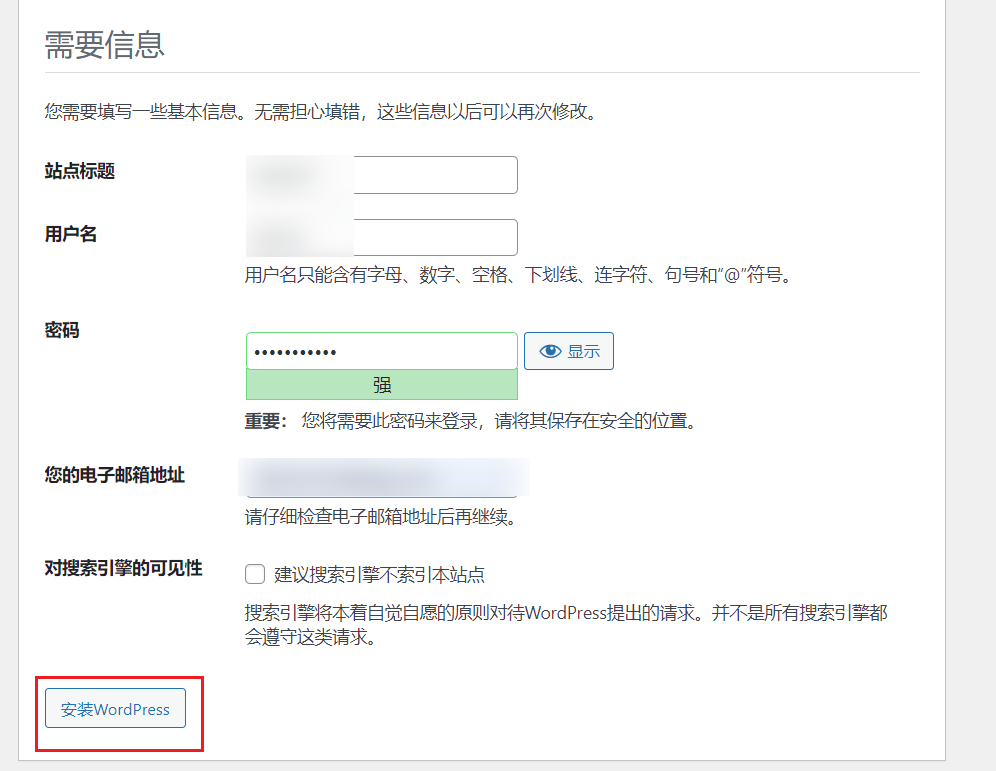 需要信息
您需要填写一些基本信息。无需担心填错，这些信息以后可以再次修改。
站点标题
用户名
用户名只能含有字母、数字、空格、下划线、连字符、句号和“@”符号。
密码
•••••••••••
显示
强
重要： 您将需要此密码来登录，请将其保存在安全的位置。
您的电子邮箱地址
请仔细检查电子邮箱地址后再继续。
对搜索引擎的可见性
建议搜索引擎不索引本站点
搜索引擎将本着自觉自愿的原则对待WordPress提出的请求。并不是所有搜索引擎都
会遵守这类请求。
安装WordPress